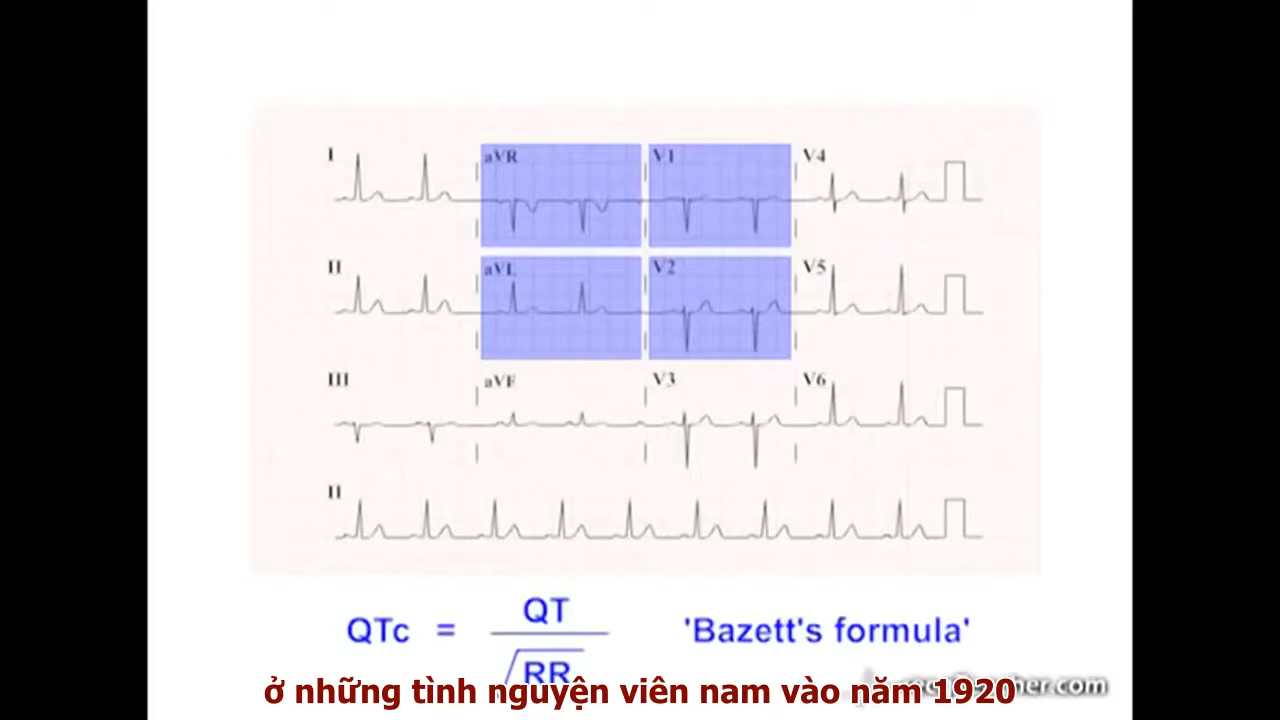 I aVR V1 V4
II aVL V2 V5
III aVF V3 V6
II
QTc = QT / √RR 'Bazett's formula'
ở những tình nguyện viên nam vào năm 1920